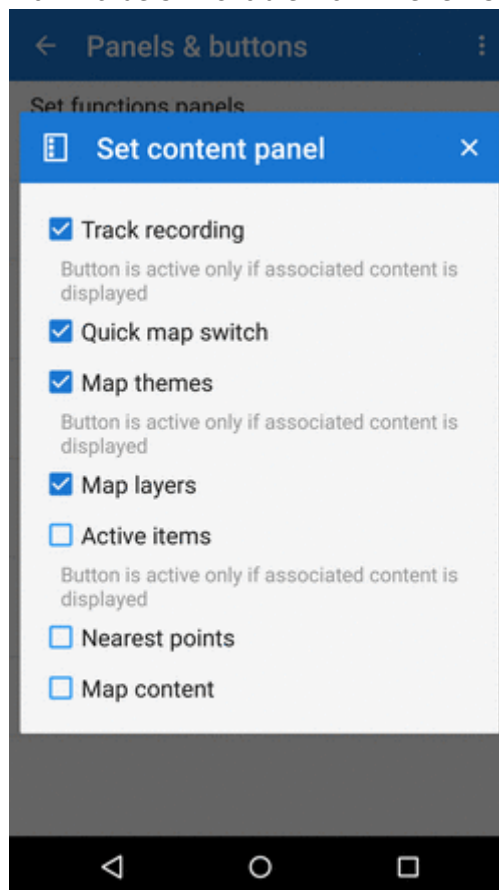 Panels & buttons
Set functions panels
Set content panel
Track recording
Button is active only if associated content is
displayed
Quick map switch
Map themes
Button is active only if associated content is
displayed
Map layers
Active items
Button is active only if associated content is
displayed
Nearest points
Map content